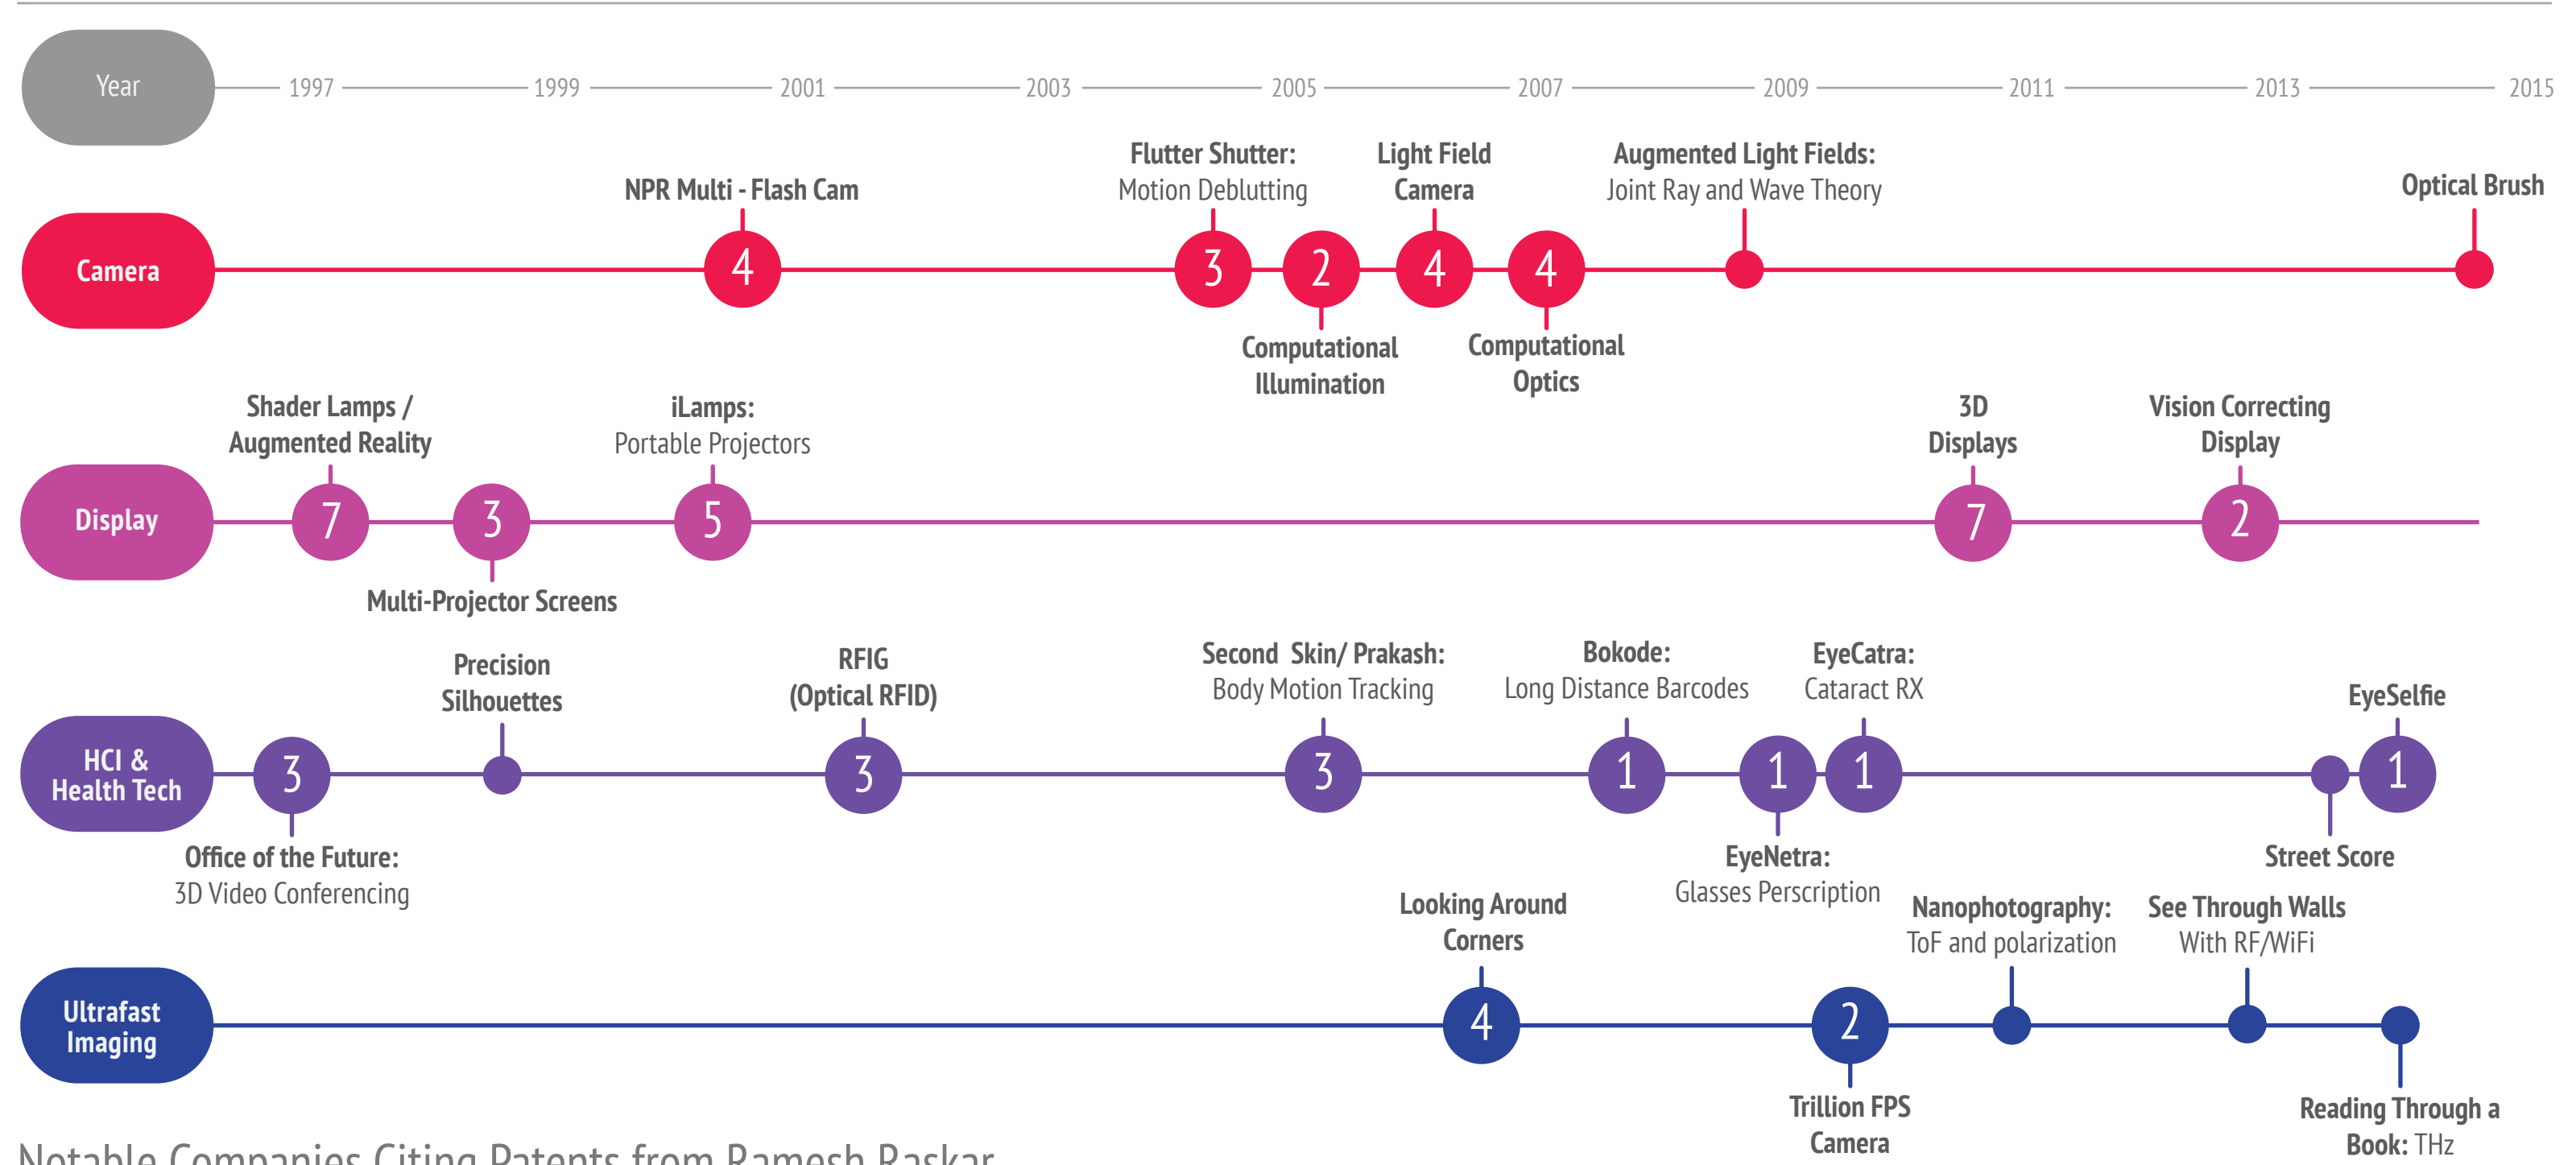 Year
1997
1999
2001
2003
2005
2007
2009
2011
2013
2015
Camera
NPR Multi - Flash Cam
4
Flutter Shutter:
Motion Deblutting
3
2
Computational
Illumination
Light Field
Camera
4
4
Computational
Optics
Augmented Light Fields:
Joint Ray and Wave Theory
Optical Brush
Display
Shader Lamps /
Augmented Reality
7
3
Multi-Projector Screens
iLamps:
Portable Projectors
5
3D
Displays
7
Vision Correcting
Display
2
HCI &
Health Tech
3
Office of the Future:
3D Video Conferencing
Precision
Silhouettes
RFIG
(Optical RFID)
3
Second Skin/ Prakash:
Body Motion Tracking
3
Bokode:
Long Distance Barcodes
1
1
EyeNetra:
Glasses Perscription
EyeCatra:
Cataract RX
1
Street Score
EyeSelfie
1
Ultrafast
Imaging
Looking Around
Corners
4
2
Trillion FPS
Camera
Nanophotography:
ToF and polarization
See Through Walls
With RF/WiFi
Reading Through a
Book: THz
Notable Companies Citing Patents from Ramesh Raskar